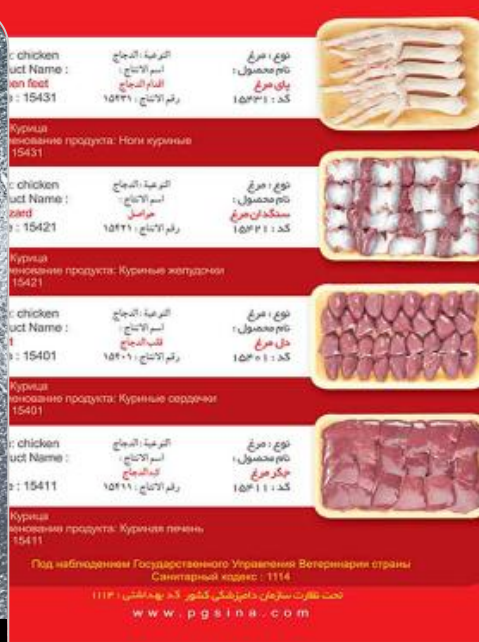 : chicken
النوعية : الدجاج
نوع : مرغ
uct Name :
اسم الانتاج :
نام محصول :
en feet
اقدام الدجاج
پای مرغ
: 15431
رقم الانتاج : ۱۵۴۳۱
کد : ۱۵۴۳۱
Курица
енование продукта: Ноги куриные
15431
: chicken
النوعية : الدجاج
نوع : مرغ
uct Name :
اسم الانتاج :
نام محصول :
zard
حواصل
سنگدان مرغ
: 15421
رقم الانتاج : ۱۵۴۲۱
کد : ۱۵۴۲۱
Курица
енование продукта: Куриные желудочки
15421
: chicken
النوعية : الدجاج
نوع : مرغ
uct Name :
اسم الانتاج :
نام محصول :
t
قلب الدجاج
دل مرغ
: 15401
رقم الانتاج : ۱۵۴۰۱
کد : ۱۵۴۰۱
Курица
енование продукта: Куриные сердечки
15401
: chicken
النوعية : الدجاج
نوع : مرغ
uct Name :
اسم الانتاج :
نام محصول :
كبد الدجاج
جگر مرغ
: 15411
رقم الانتاج : ۱۵۴۱۱
کد : ۱۵۴۱۱
Курица
енование продукта: Куриная печень
15411
Под наблюдением Государственного Управления Ветеринарии страны
Санитарный кодекс : 1114
تحت نظارت سازمان دامپزشکی کشور کد بهداشتی : ۱۱۱۴
www.pgsina.com